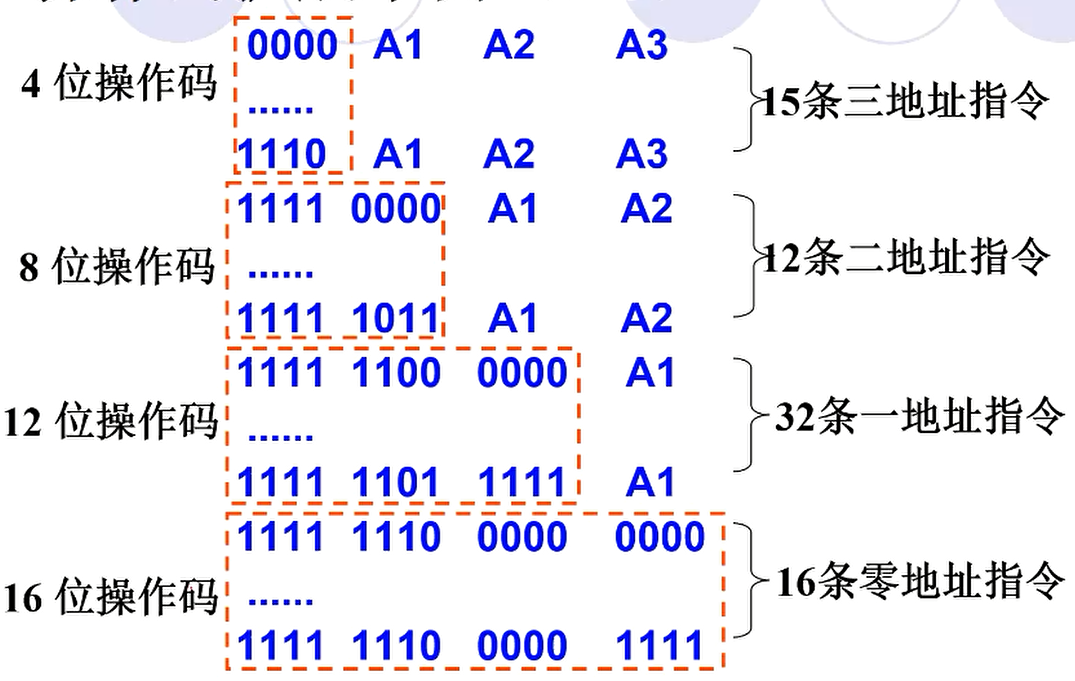 0000 A1 A2 A3
4 位操作码
......
15条三地址指令
1110 A1 A2 A3
1111 0000 A1 A2
8 位操作码
......
12条二地址指令
1111 1011 A1 A2
1111 1100 0000 A1
12 位操作码
......
32条一地址指令
1111 1101 1111 A1
1111 1110 0000 0000
16 位操作码
......
16条零地址指令
1111 1110 0000 1111